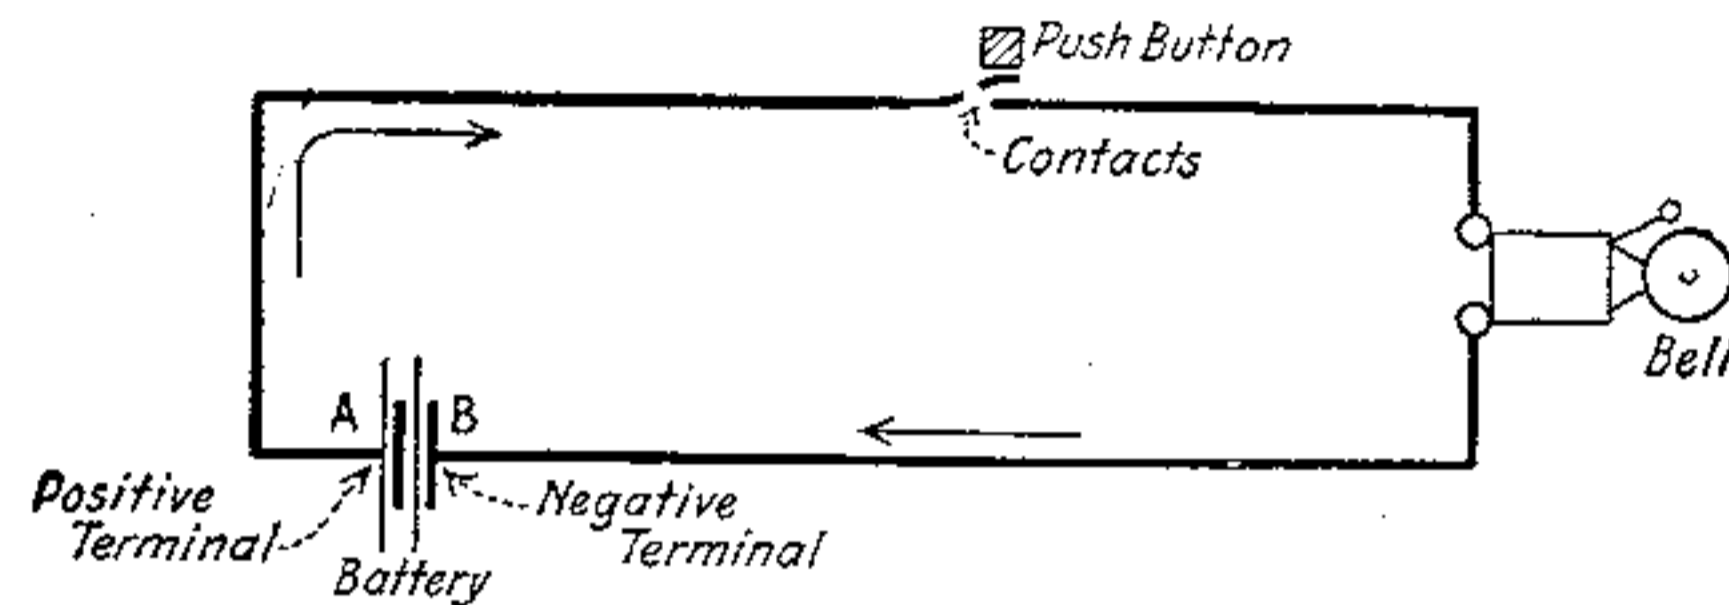 Push Button
Contacts
Bell
A
B
Positive
Terminal
Negative
Terminal
Battery